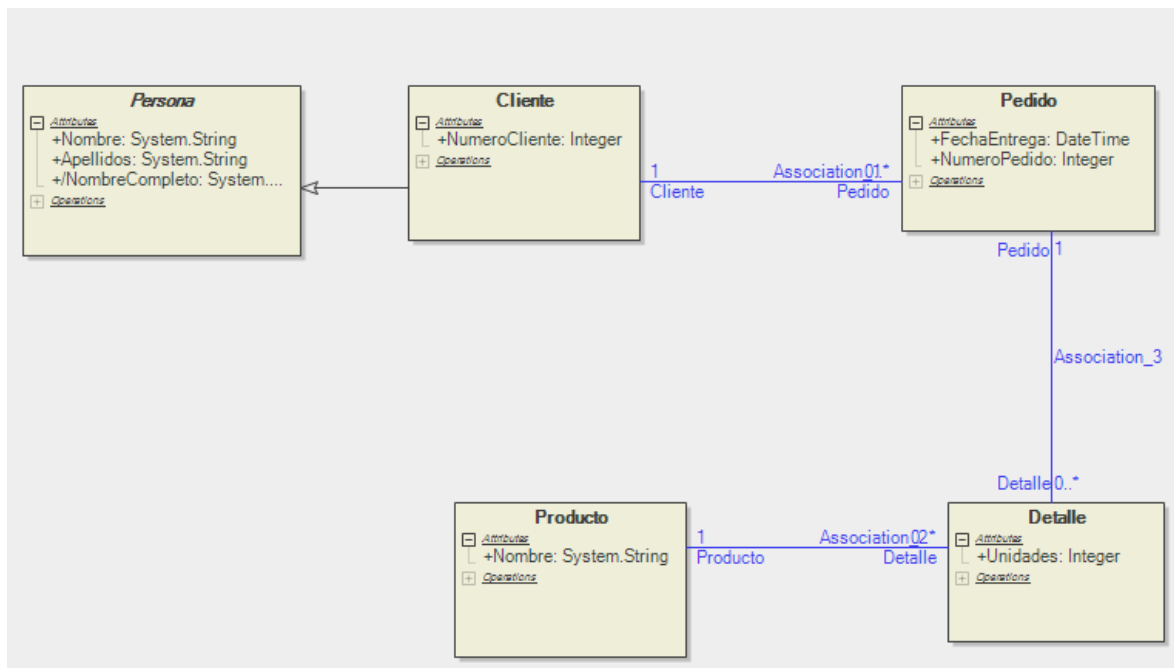 Persona
Attributes
+Nombre: System.String
+Apellidos: System.String
+/NombreCompleto: System....
Operations
Cliente
Attributes
+NumeroCliente: Integer
Operations
1
Cliente
Pedido
Pedido
Attributes
+FechaEntrega: DateTime
+NumeroPedido: Integer
Operations
Pedido 1
Association_3
Detalle 0..*
Producto
Attributes
+Nombre: System.String
Operations
1
Producto
Detalle
Detalle
Attributes
+Unidades: Integer
Operations